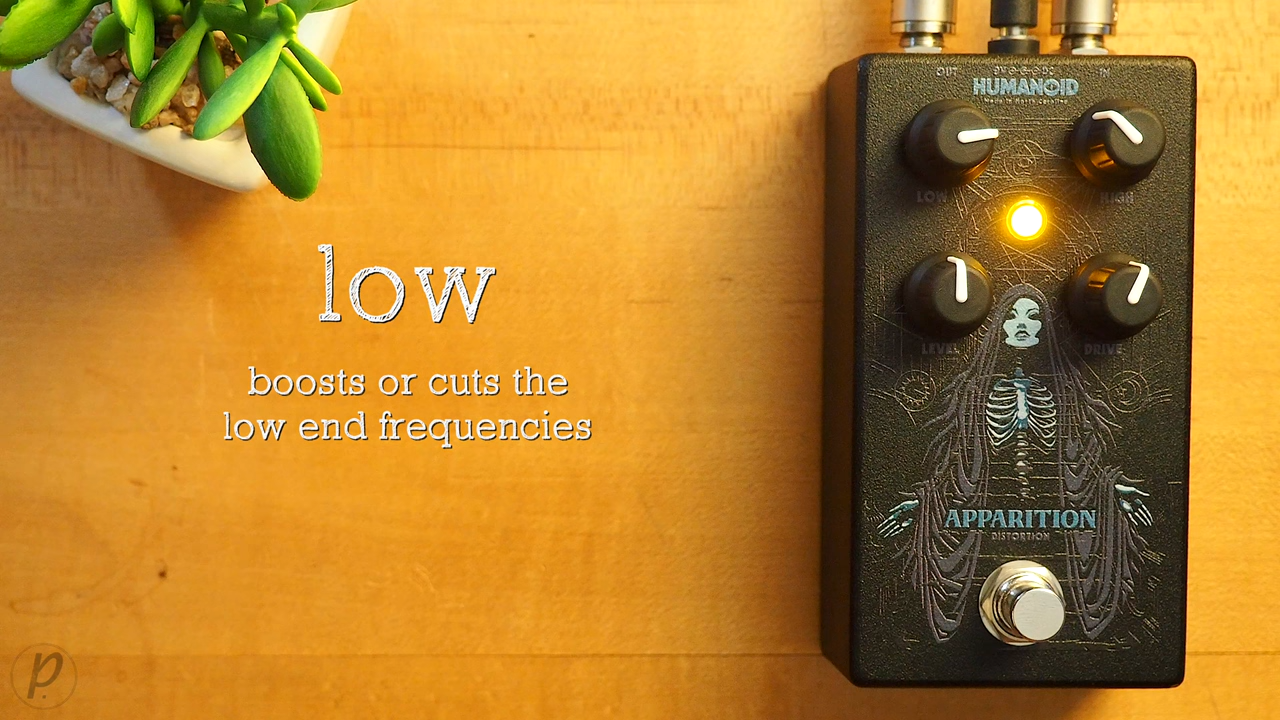 low
boosts or cuts the
low end frequencies
OUT
IN
HUMANOID
Made in North Carolina
LOW
HIGH
LEVEL
DRIVE
APPARITION
DISTORTION
p.